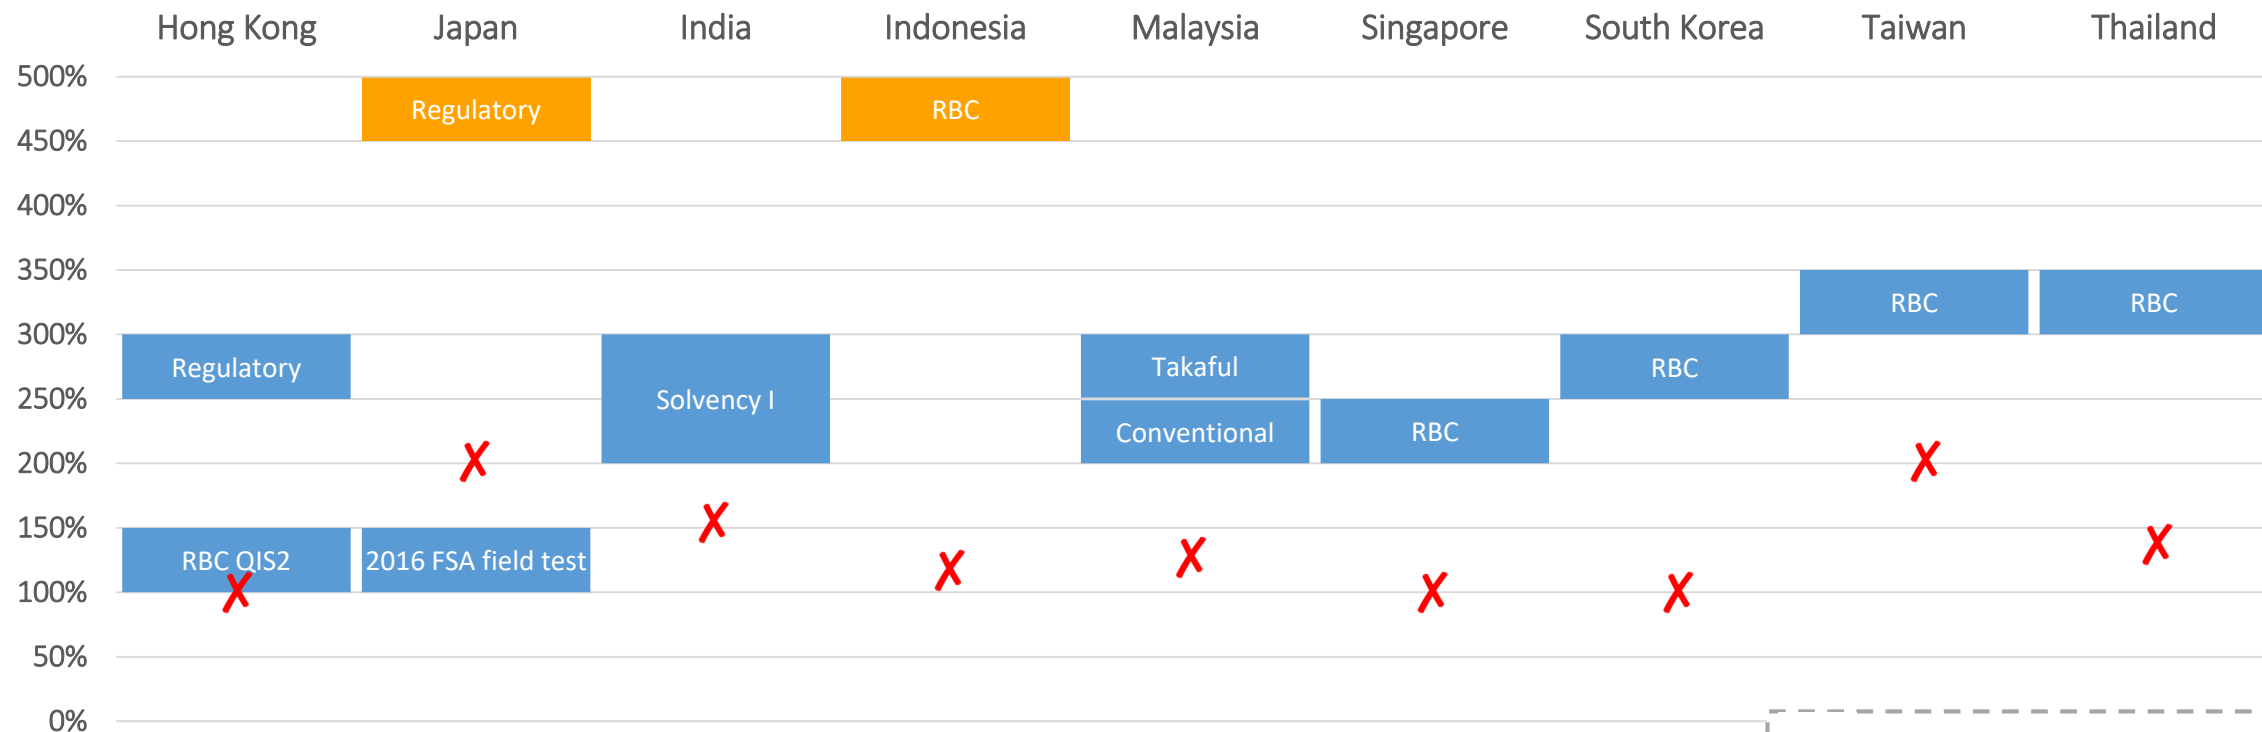 Hong Kong Japan India Indonesia Malaysia Singapore South Korea Taiwan Thailand
500%
Regulatory RBC
450%
400%
350%
RBC RBC
300%
Regulatory Takaful RBC
Solvency I
250%
Conventional RBC
200%
150%
RBC QIS2 2016 FSA field test
100%
50%
0%